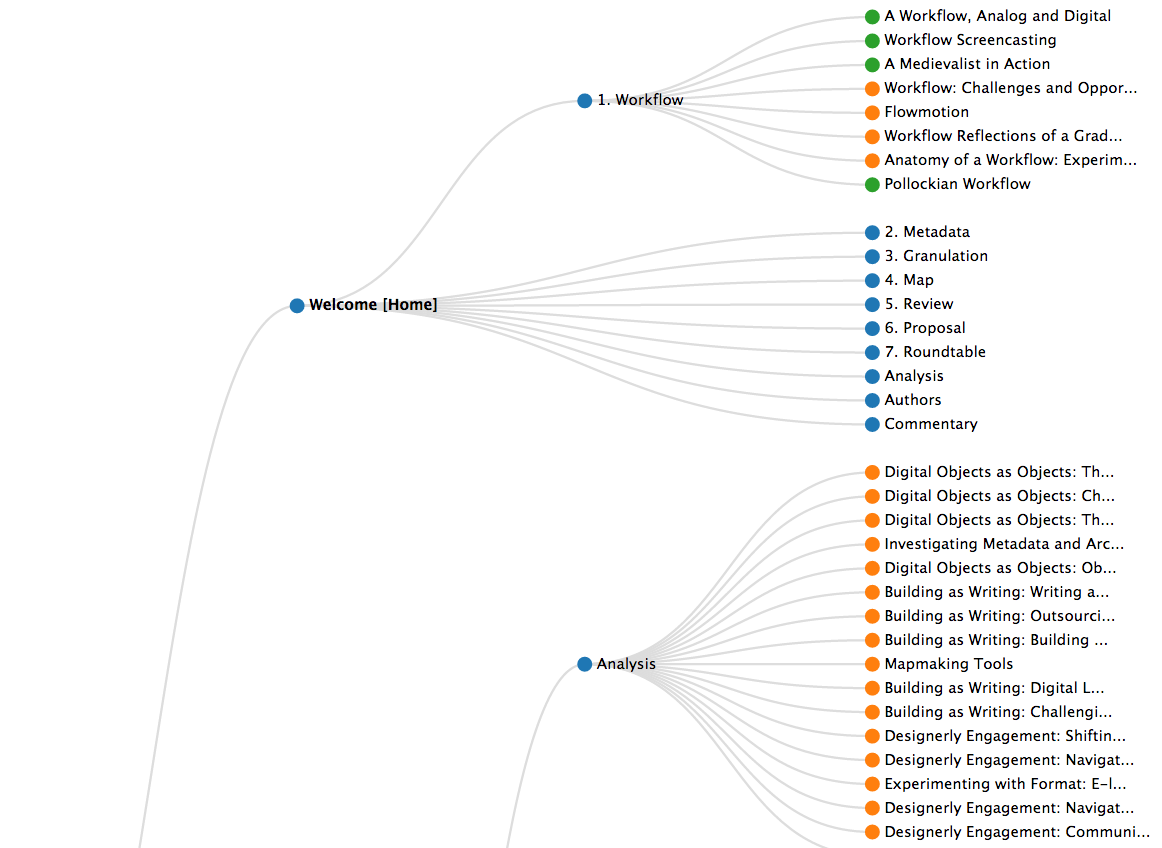 A Workflow, Analog and Digital
Workflow Screencasting
A Medievalist in Action
1. Workflow
Workflow: Challenges and Oppor...
Flowmotion
Workflow Reflections of a Grad...
Anatomy of a Workflow: Experim...
Pollockian Workflow
2. Metadata
3. Granulation
4. Map
Welcome [Home]
5. Review
6. Proposal
7. Roundtable
Analysis
Authors
Commentary
Digital Objects as Objects: Th...
Digital Objects as Objects: Ch...
Digital Objects as Objects: Th...
Investigating Metadata and Arc...
Digital Objects as Objects: Ob...
Building as Writing: Writing a...
Building as Writing: Outsourci...
Building as Writing: Building ...
Analysis
Mapmaking Tools
Building as Writing: Digital L...
Building as Writing: Challengi...
Designerly Engagement: Shiftin...
Designerly Engagement: Navigat...
Experimenting with Format: E-l...
Designerly Engagement: Navigat...
Designerly Engagement: Communi...